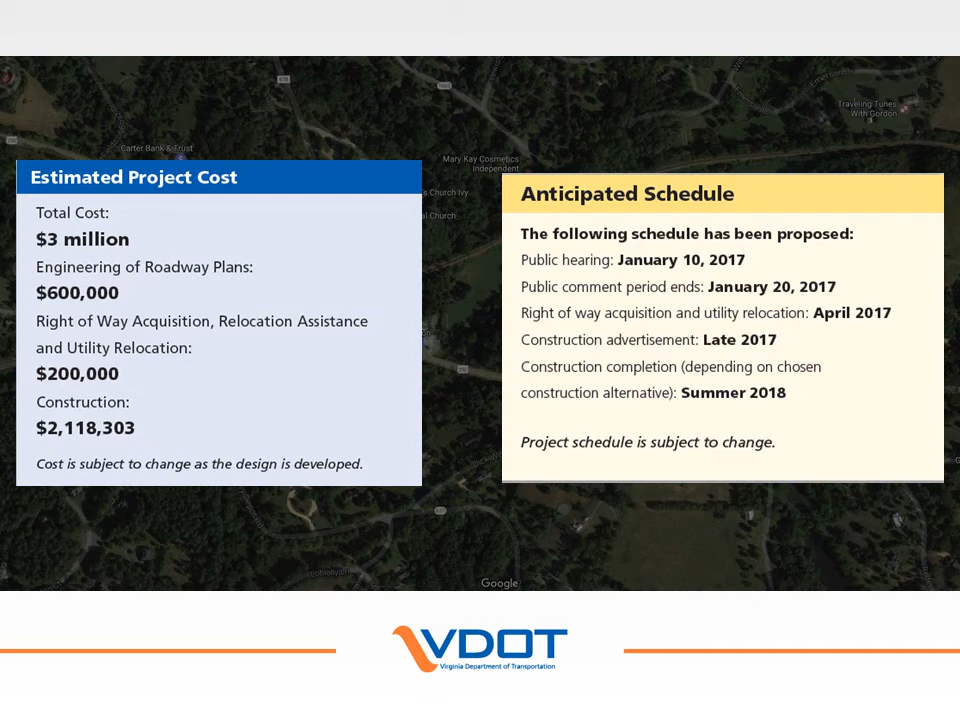 Traveling Tunes
With Gordon
Carter Bank & Trust
Mary Kay Cosmetics
Independent
s Church Ivy
al Church
Estimated Project Cost
Total Cost:
$3 million
Engineering of Roadway Plans:
$600,000
Right of Way Acquisition, Relocation Assistance
and Utility Relocation:
$200,000
Construction:
$2,118,303
Cost is subject to change as the design is developed.
Anticipated Schedule
The following schedule has been proposed:
Public hearing: January 10, 2017
Public comment period ends: January 20, 2017
Right of way acquisition and utility relocation: April 2017
Construction advertisement: Late 2017
Construction completion (depending on chosen
construction alternative): Summer 2018
Project schedule is subject to change.
Google
VDOT
Virginia Department of Transportation